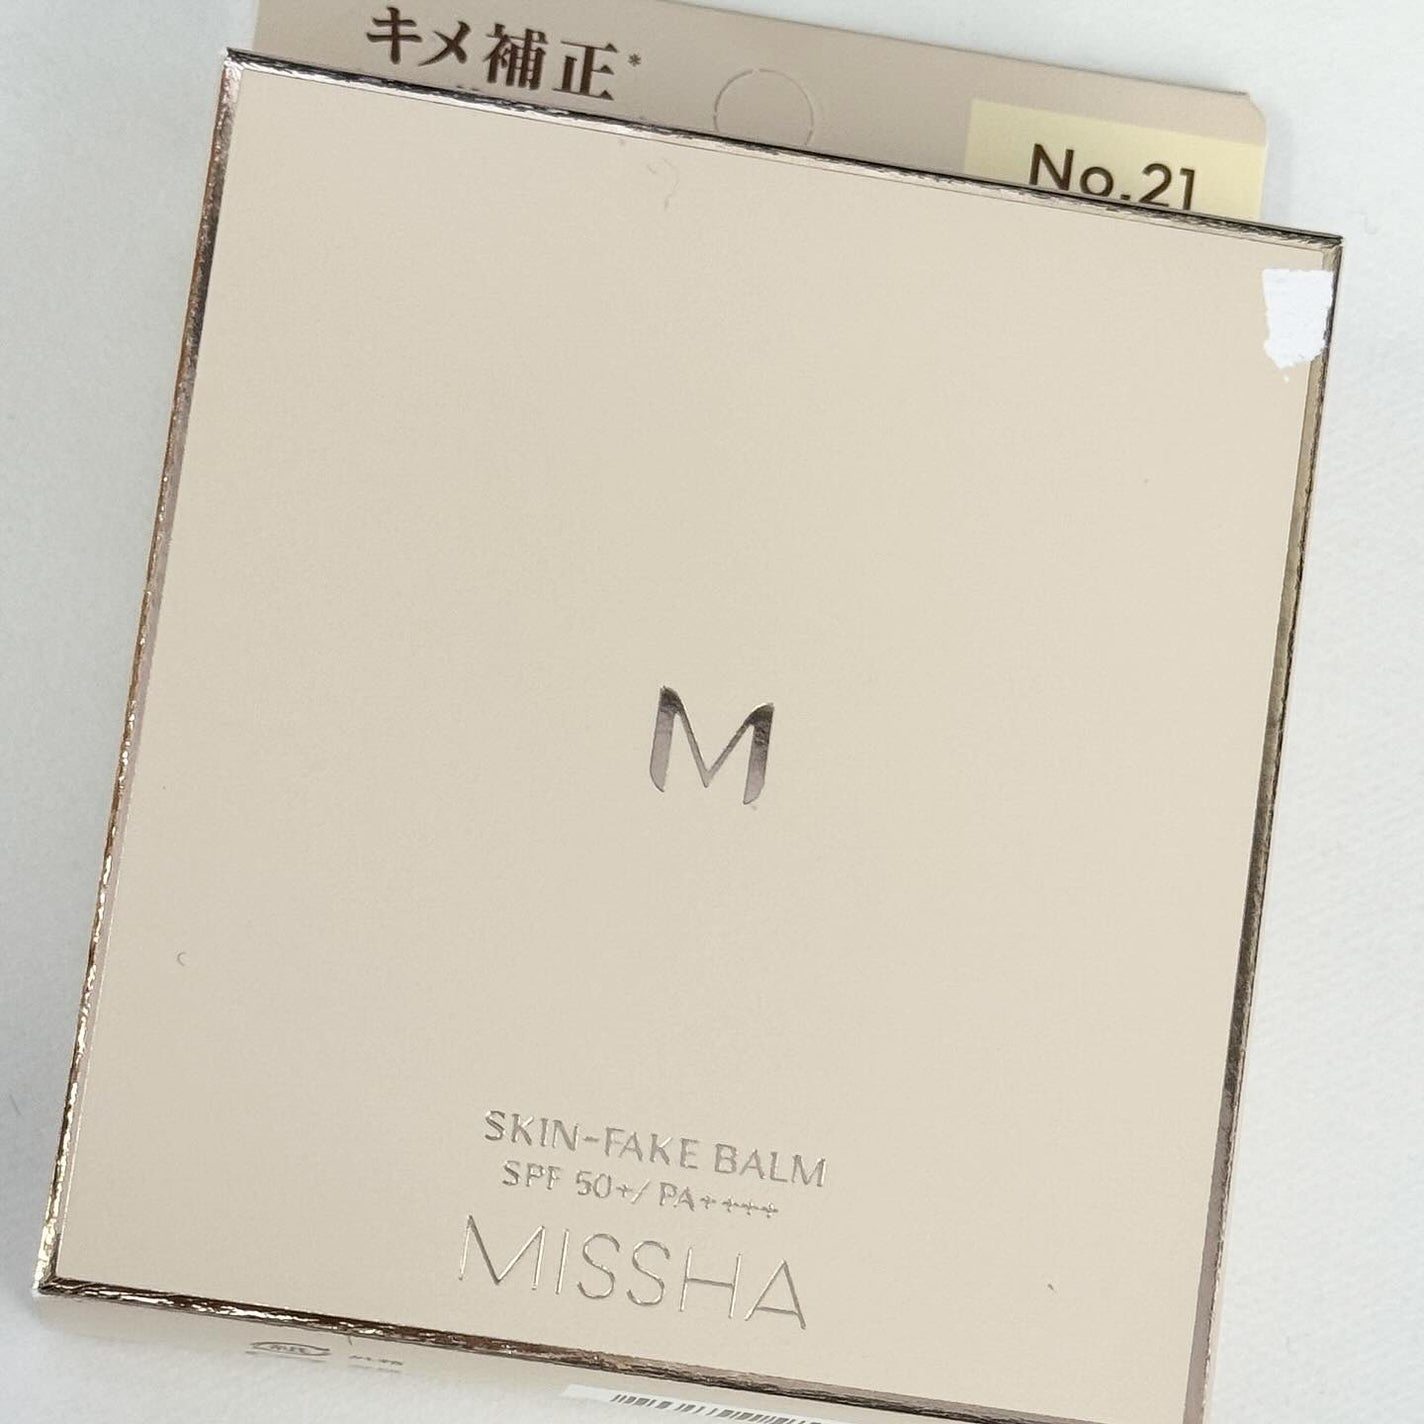 キメ補正*
No.21
M
SKIN-FAKE BALM
SPF 50+/ PA++++
MISSHA